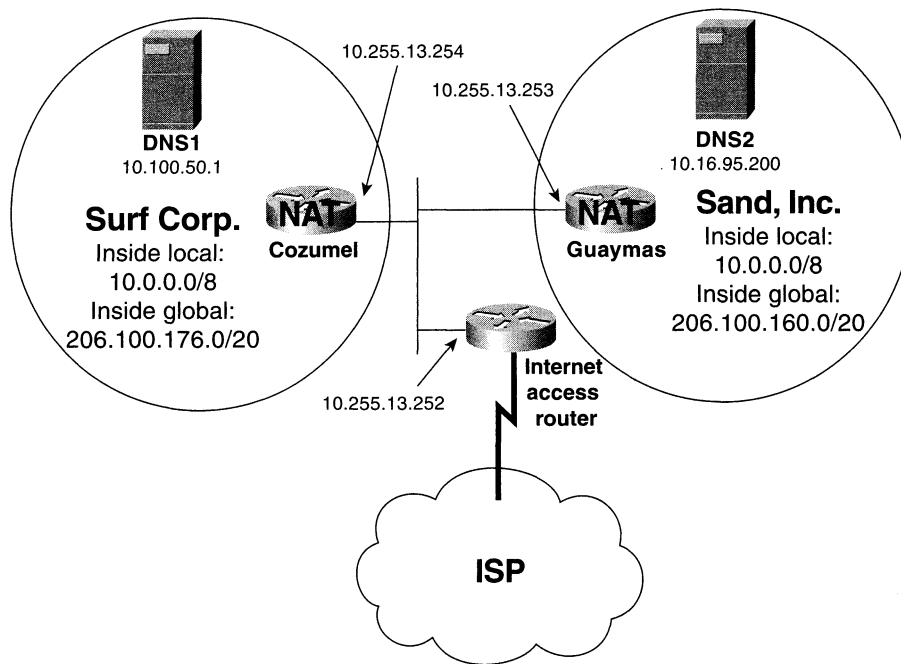 10.255.13.254
10.255.13.253
DNS1
10.100.50.1
DNS2
10.16.95.200
NAT
Cozumel
NAT
Guaymas
Surf Corp.
Inside local:
10.0.0.0/8
Inside global:
206.100.176.0/20
Sand, Inc.
Inside local:
10.0.0.0/8
Inside global:
206.100.160.0/20
10.255.13.252
Internet
access
router
ISP